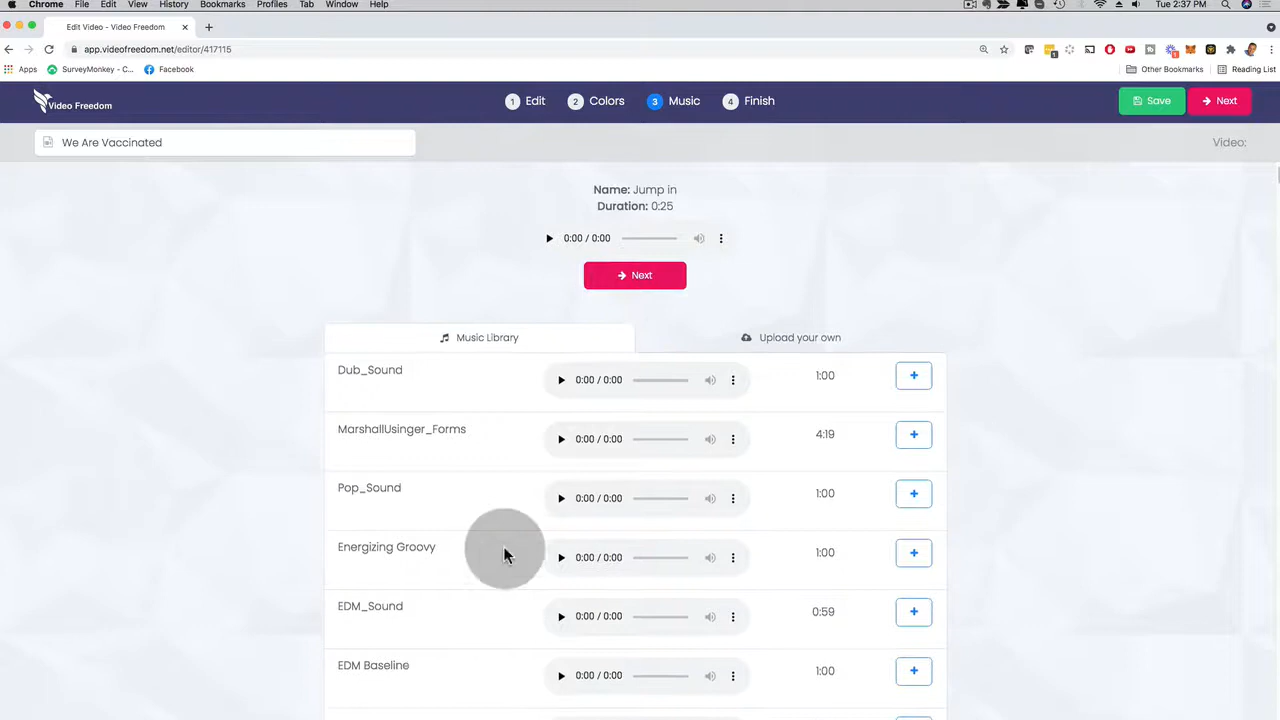 Chrome File Edit View History Bookmarks Profiles Tab Window Help Tue 2:37 PM
Edit Video - Video Freedom
app.videofreedom.net/editor/417115
Apps SurveyMonkey - C... Facebook Other Bookmarks Reading List
Video Freedom 1 Edit 2 Colors 3 Music 4 Finish Save Next
We Are Vaccinated Video:
Name: Jump in
Duration: 0:25
0:00 / 0:00
Next
Music Library Upload your own
Dub_Sound 0:00 / 0:00 1:00 +
MarshallUsinger_Forms 0:00 / 0:00 4:19 +
Pop_Sound 0:00 / 0:00 1:00 +
Energizing Groovy 0:00 / 0:00 1:00 +
EDM_Sound 0:00 / 0:00 0:59 +
EDM Baseline 0:00 / 0:00 1:00 +